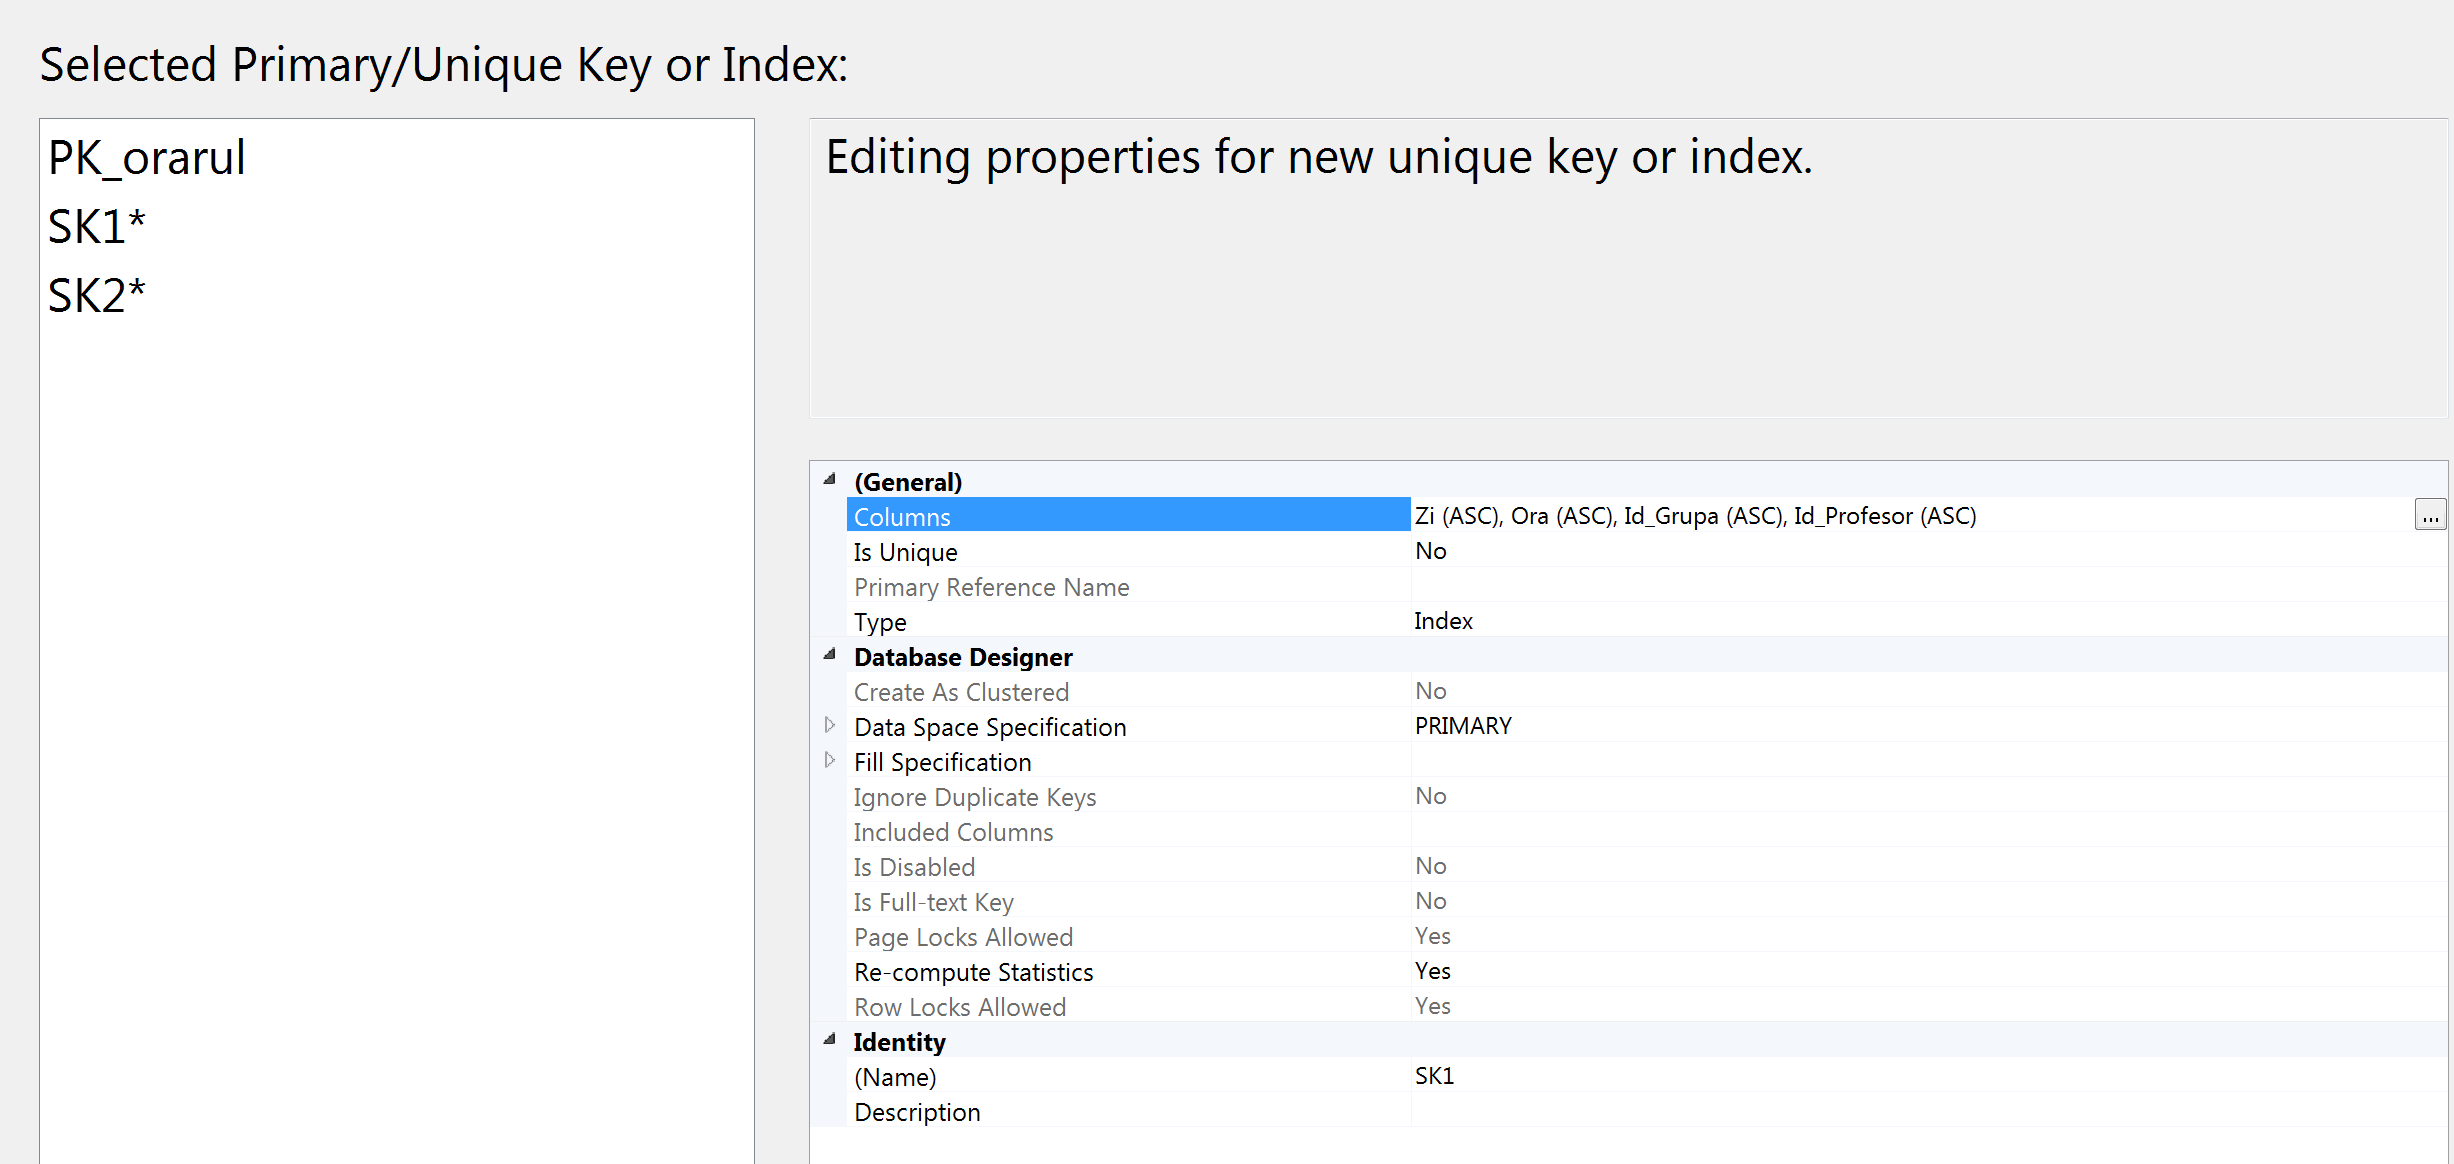 Selected Primary/Unique Key or Index:
PK_orarul
SK1*
SK2*
Editing properties for new unique key or index.
(General)
Columns Zi (ASC), Ora (ASC), Id_Grupa (ASC), Id_Profesor (ASC) ...
Is Unique No
Primary Reference Name
Type Index
Database Designer
Create As Clustered No
Data Space Specification PRIMARY
Fill Specification
Ignore Duplicate Keys No
Included Columns
Is Disabled No
Is Full-text Key No
Page Locks Allowed Yes
Re-compute Statistics Yes
Row Locks Allowed Yes
Identity
(Name) SK1
Description